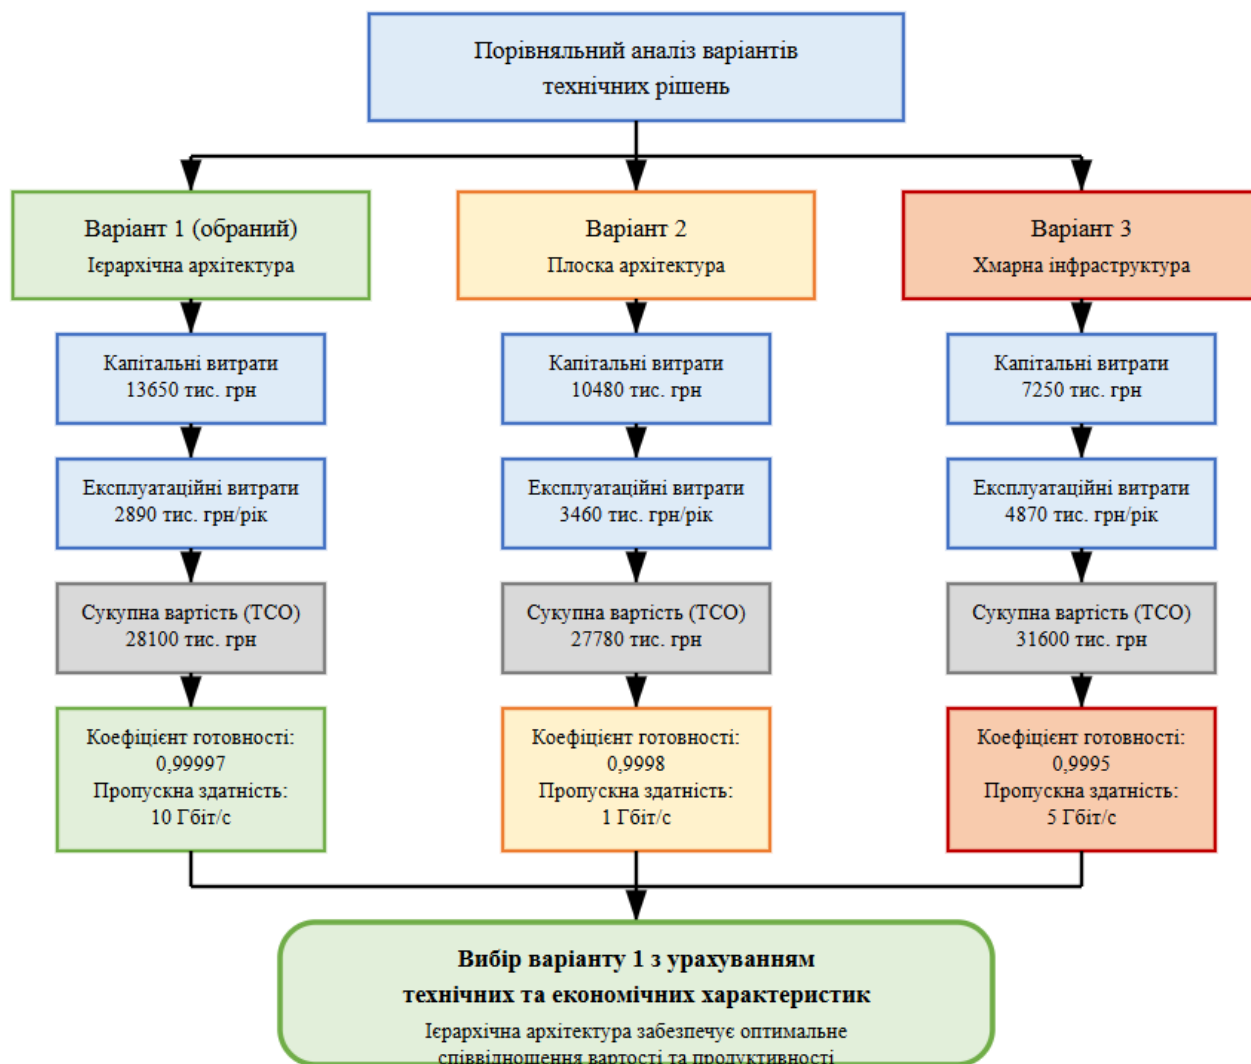 Порівняльний аналіз варіантів
технічних рішень
Варіант 1 (обраний)
Ієрархічна архітектура
Варіант 2
Плоска архітектура
Варіант 3
Хмарна інфраструктура
Капітальні витрати
13650 тис. грн
Капітальні витрати
10480 тис. грн
Капітальні витрати
7250 тис. грн
Експлуатаційні витрати
2890 тис. грн/рік
Експлуатаційні витрати
3460 тис. грн/рік
Експлуатаційні витрати
4870 тис. грн/рік
Сукупна вартість (TCO)
28100 тис. грн
Сукупна вартість (TCO)
27780 тис. грн
Сукупна вартість (TCO)
31600 тис. грн
Коефіцієнт готовності:
0,99997
Пропускна здатність:
10 Гбіт/с
Коефіцієнт готовності:
0,9998
Пропускна здатність:
1 Гбіт/с
Коефіцієнт готовності:
0,9995
Пропускна здатність:
5 Гбіт/с
Вибір варіанту 1 з урахуванням
технічних та економічних характеристик
Ієрархічна архітектура забезпечує оптимальне
співвідношення вартості та продуктивності